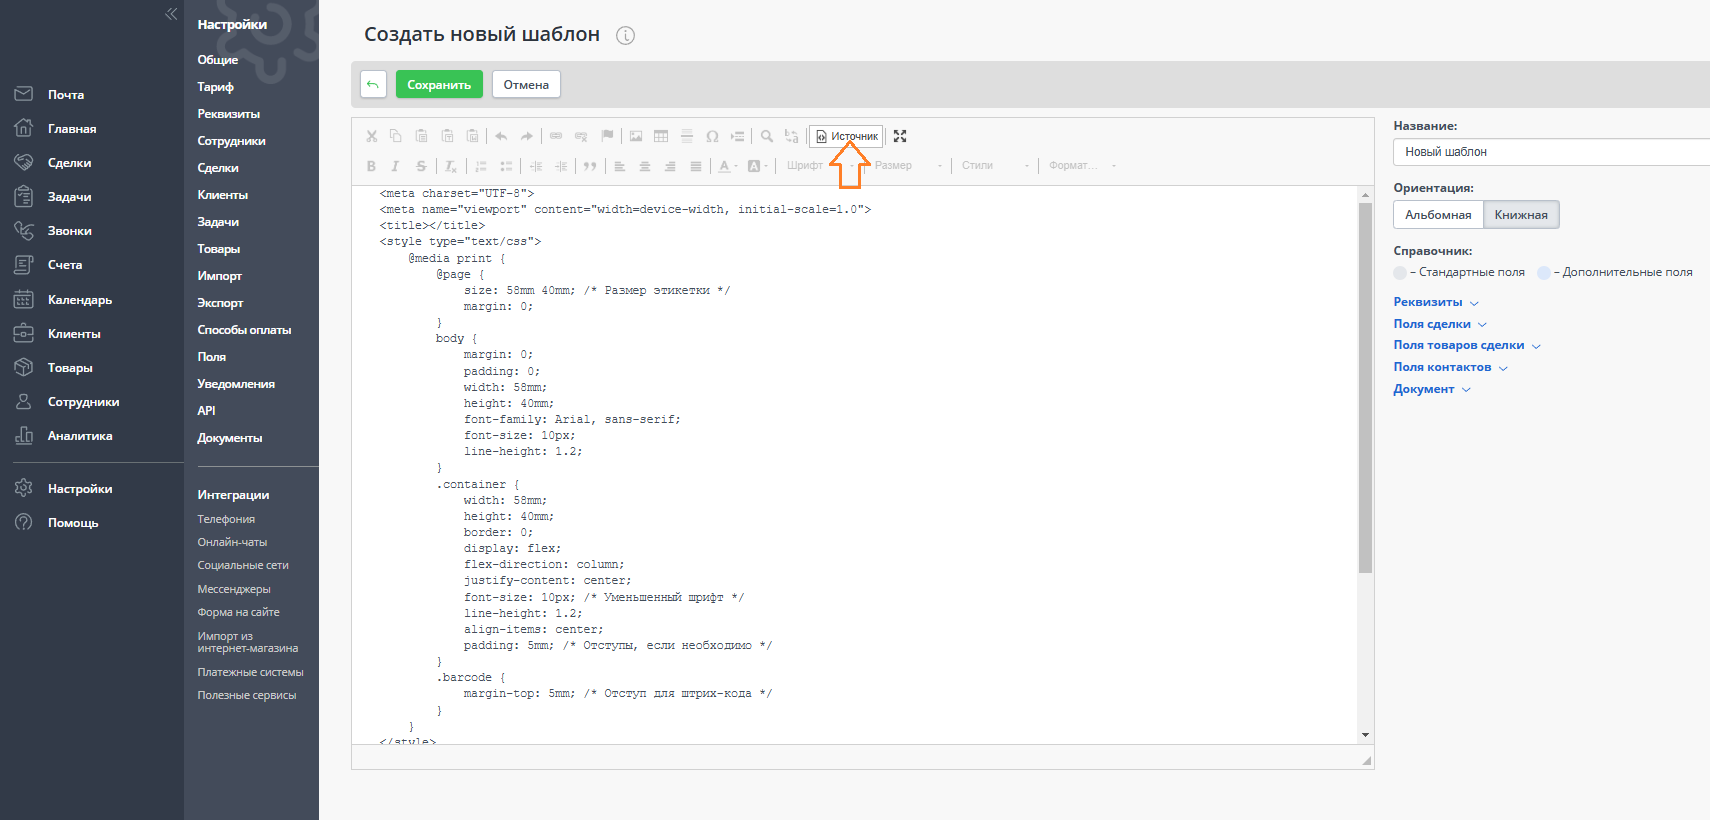 Почта
Главная
Сделки
Задачи
Звонки
Счета
Календарь
Клиенты
Товары
Сотрудники
Аналитика
Настройки
Помощь
Настройки
Общие
Тариф
Реквизиты
Сотрудники
Сделки
Клиенты
Задачи
Товары
Импорт
Экспорт
Способы оплаты
Поля
Уведомления
API
Документы
Интеграции
Телефония
Онлайн-чаты
Социальные сети
Мессенджеры
Форма на сайте
Импорт из
интернет-магазина
Платежные системы
Полезные сервисы
Создать новый шаблон
Сохранить Отмена
Источник
Шрифт Размер Стили Формат...
<meta charset="UTF-8">
<meta name="viewport" content="width=device-width, initial-scale=1.0">
<title></title>
<style type="text/css">
@media print {
@page {
size: 58mm 40mm; /* Размер этикетки */
margin: 0;
}
body {
margin: 0;
padding: 0;
width: 58mm;
height: 40mm;
font-family: Arial, sans-serif;
font-size: 10px;
line-height: 1.2;
}
.container {
width: 58mm;
height: 40mm;
border: 0;
display: flex;
flex-direction: column;
justify-content: center;
font-size: 10px; /* Уменьшенный шрифт */
line-height: 1.2;
align-items: center;
padding: 5mm; /* Отступы, если необходимо */
}
.barcode {
margin-top: 5mm; /* Отступ для штрих-кода */
}
}
</style>
Название:
Новый шаблон
Ориентация:
Альбомная Книжная
Справочник:
– Стандартные поля – Дополнительные поля
Реквизиты
Поля сделки
Поля товаров сделки
Поля контактов
Документ